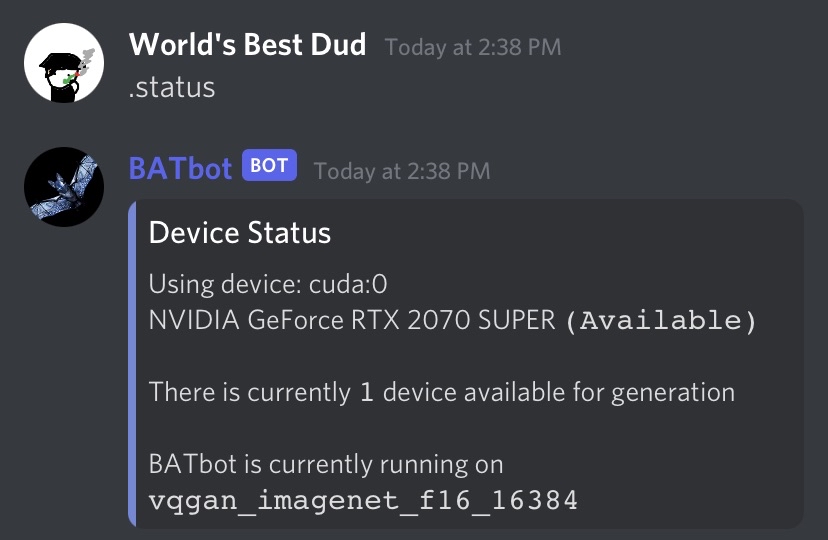 World's Best Dud Today at 2:38 PM
.status
BATbot BOT Today at 2:38 PM
Device Status
Using device: cuda:0
NVIDIA GeForce RTX 2070 SUPER (Available)
There is currently 1 device available for generation
BATbot is currently running on
vqgan_imagenet_f16_16384